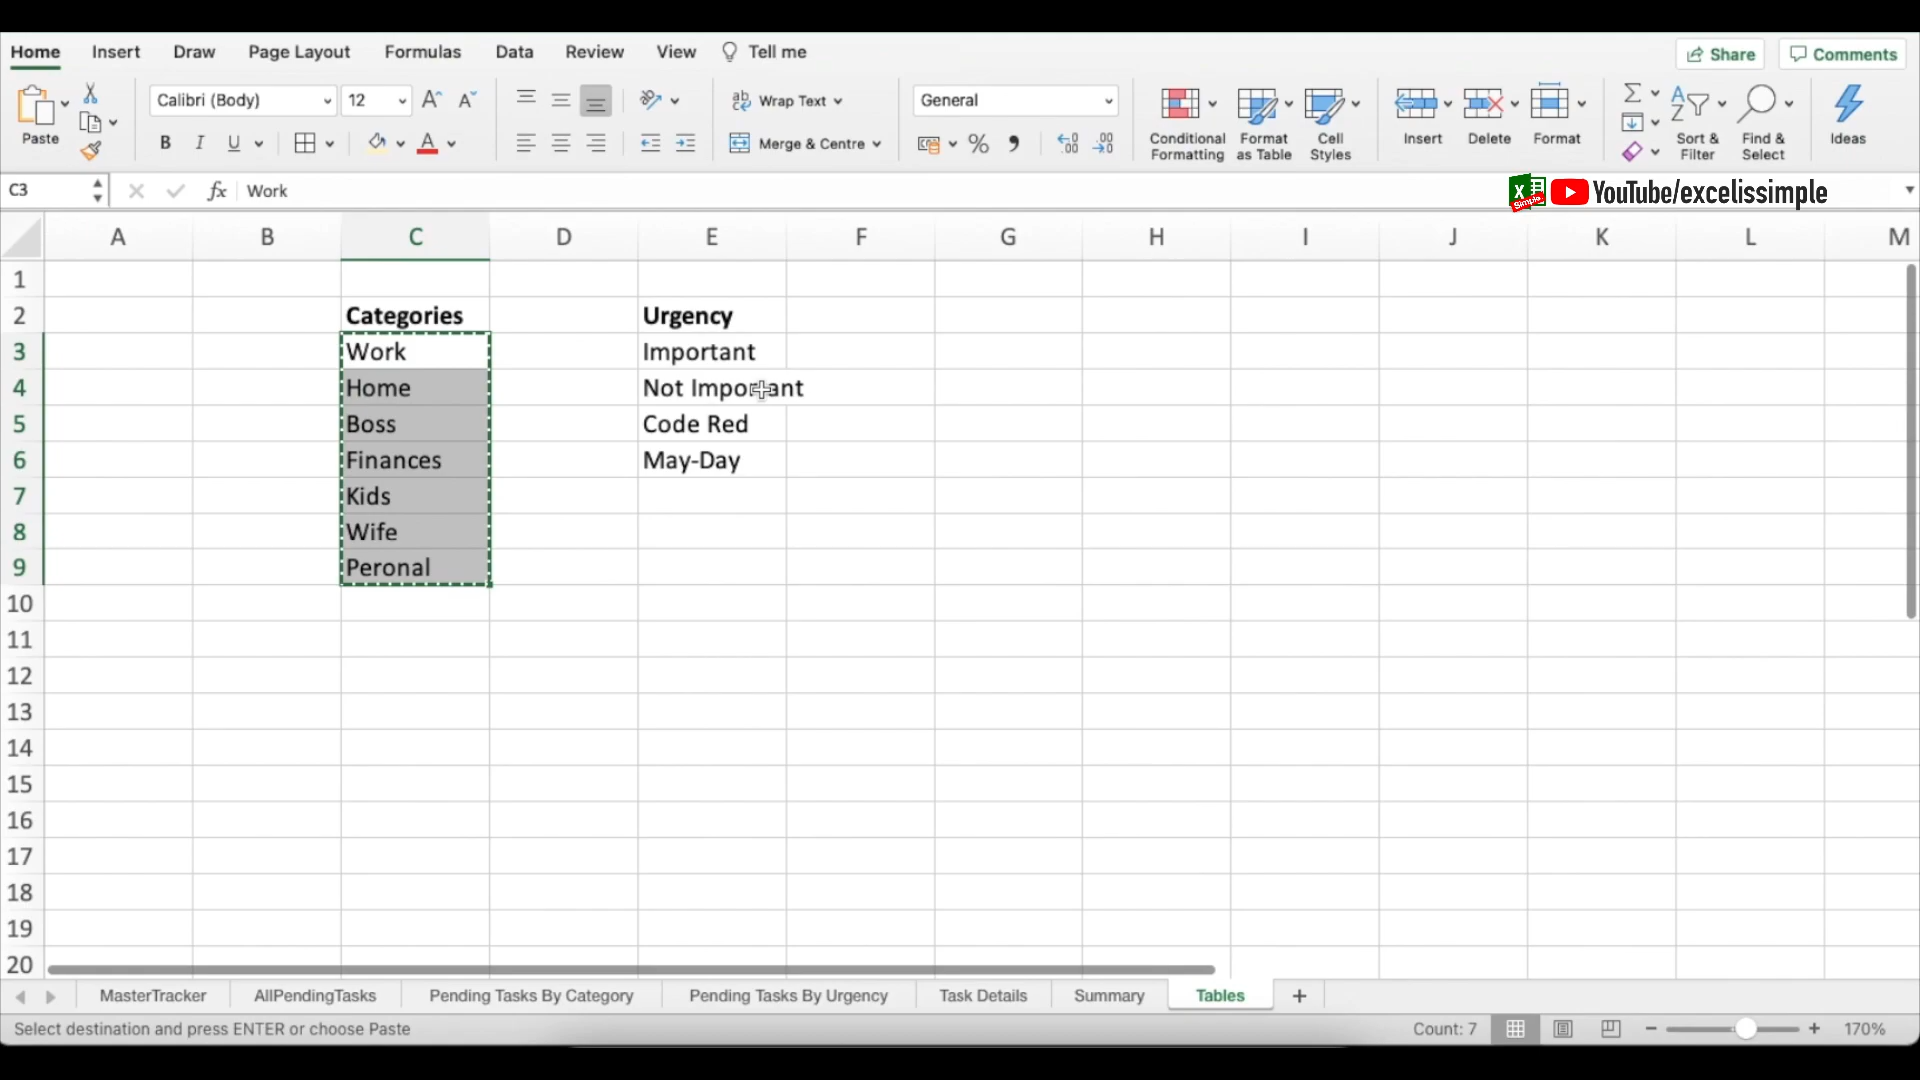 Home Insert Draw Page Layout Formulas Data Review View Tell me Share Comments
Paste Calibri (Body) 12 Wrap Text General Conditional Formatting Format as Table Cell Styles Insert Delete Format Sort & Filter Find & Select Ideas
B I U A Merge & Centre %
C3 fx Work
Simple YouTube/excelissimple
A B C D E F G H I J K L M
1
2 Categories Urgency
3 Work Important
4 Home Not Important
5 Boss Code Red
6 Finances May-Day
7 Kids
8 Wife
9 Peronal
10
11
12
13
14
15
16
17
18
19
20
MasterTracker AllPendingTasks Pending Tasks By Category Pending Tasks By Urgency Task Details Summary Tables +
Select destination and press ENTER or choose Paste Count: 7 170%